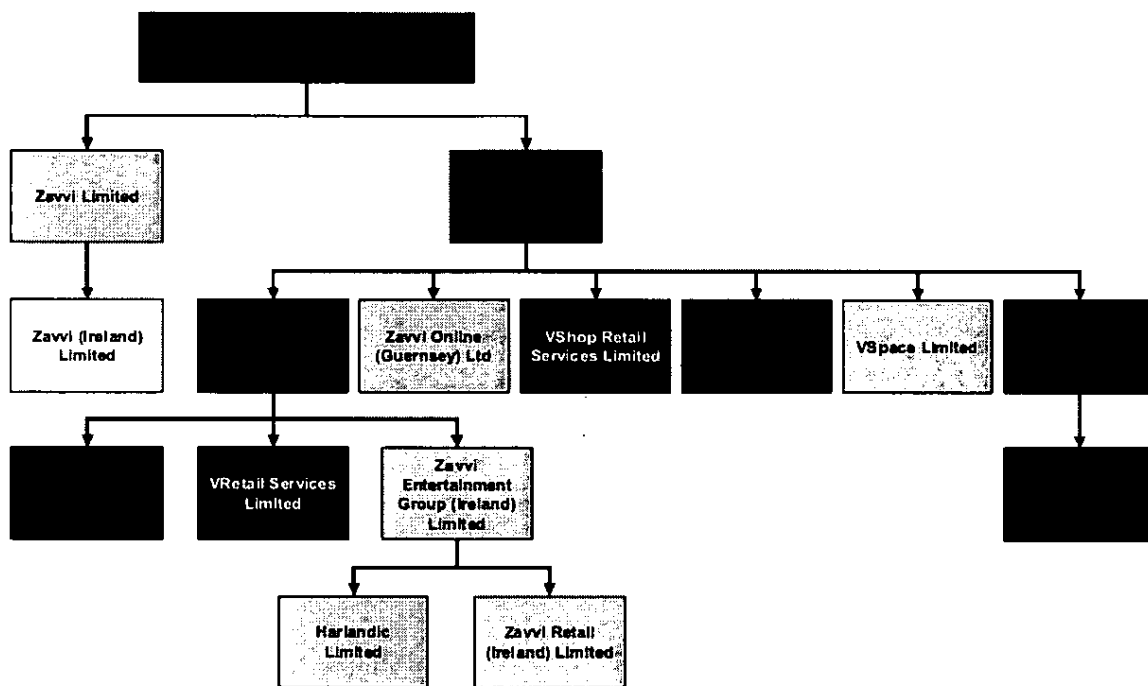 Zavvi Limited
Zavvi (Ireland)
Limited
Zavvi Online
(Guernsey) Ltd
VShop Retail
Services Limited
VSpace Limited
VRetail Services
Limited
Zavvi
Entertainment
Group (Ireland)
Limited
Harlandic
Limited
Zavvi Retail
(Ireland) Limited